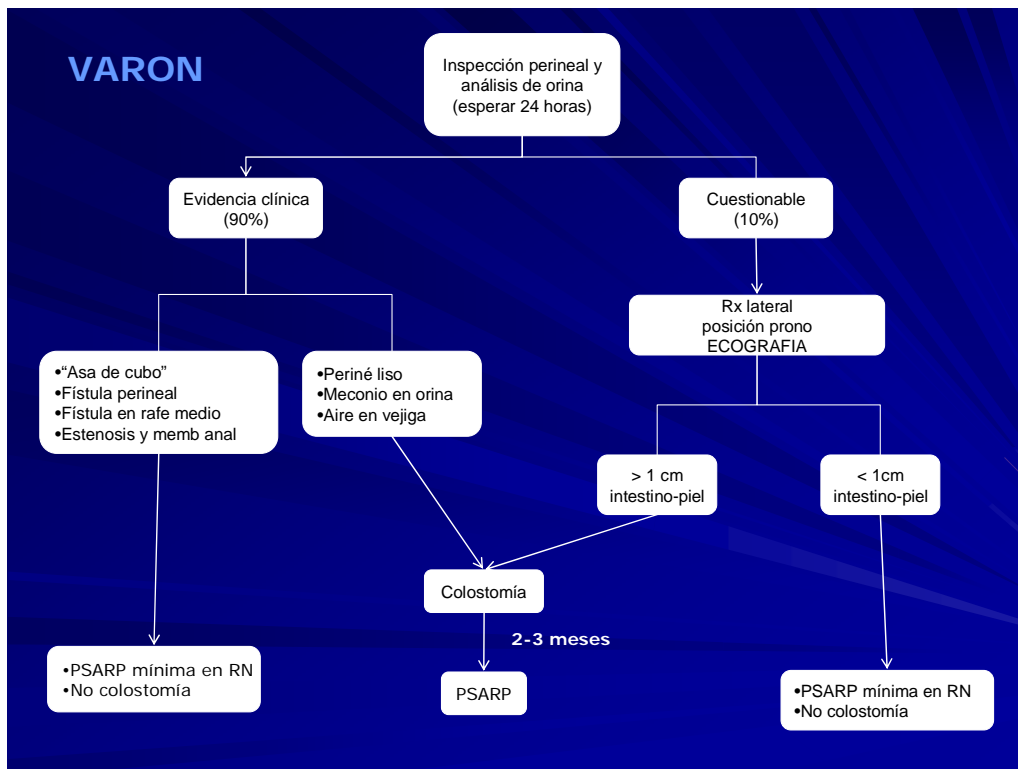 VARON
Inspección perineal y
análisis de orina
(esperar 24 horas)
Evidencia clínica
(90%)
Cuestionable
(10%)
Rx lateral
posición prono
ECOGRAFIA
•“Asa de cubo”
•Fístula perineal
•Fístula en rafe medio
•Estenosis y memb anal
•Periné liso
•Meconio en orina
•Aire en vejiga
> 1 cm
intestino-piel
< 1cm
intestino-piel
Colostomía
2-3 meses
•PSARP mínima en RN
•No colostomía
PSARP
•PSARP mínima en RN
•No colostomía